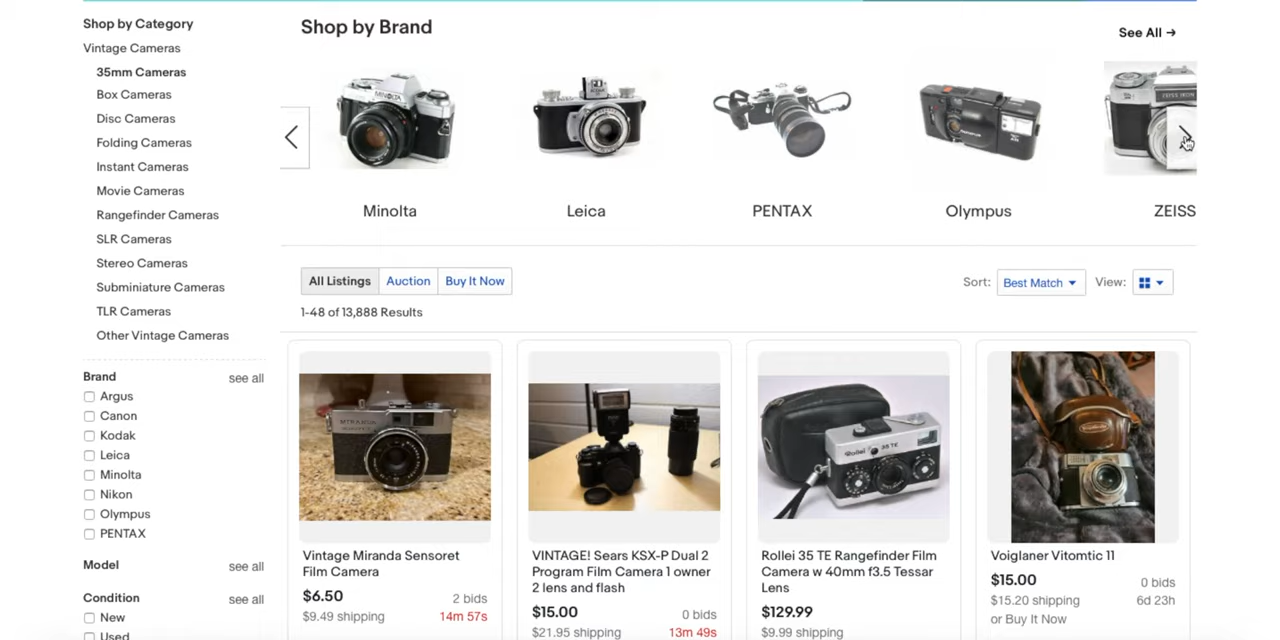 Shop by Category
Vintage Cameras
35mm Cameras
Box Cameras
Disc Cameras
Folding Cameras
Instant Cameras
Movie Cameras
Rangefinder Cameras
SLR Cameras
Stereo Cameras
Subminiature Cameras
TLR Cameras
Other Vintage Cameras
Brand see all
Argus
Canon
Kodak
Leica
Minolta
Nikon
Olympus
PENTAX
Model see all
Condition see all
New
Used
Shop by Brand
See All →
MINOLTA
ZEISS IKON
Minolta
Leica
PENTAX
Olympus
ZEISS
All Listings Auction Buy It Now
Sort: Best Match View:
1-48 of 13,888 Results
MIRANDA
Vintage Miranda Sensoret
Film Camera
$6.50 2 bids
$9.49 shipping 14m 57s
VINTAGE! Sears KSX-P Dual 2
Program Film Camera 1 owner
2 lens and flash
$15.00 0 bids
$21.95 shipping 13m 49s
Rollei 35 TE
Rollei 35 TE Rangefinder Film
Camera w 40mm f3.5 Tessar
Lens
$129.99
$9.99 shipping
Voiglaner Vitomtic 11
$15.00 0 bids
$15.20 shipping 6d 23h
or Buy It Now